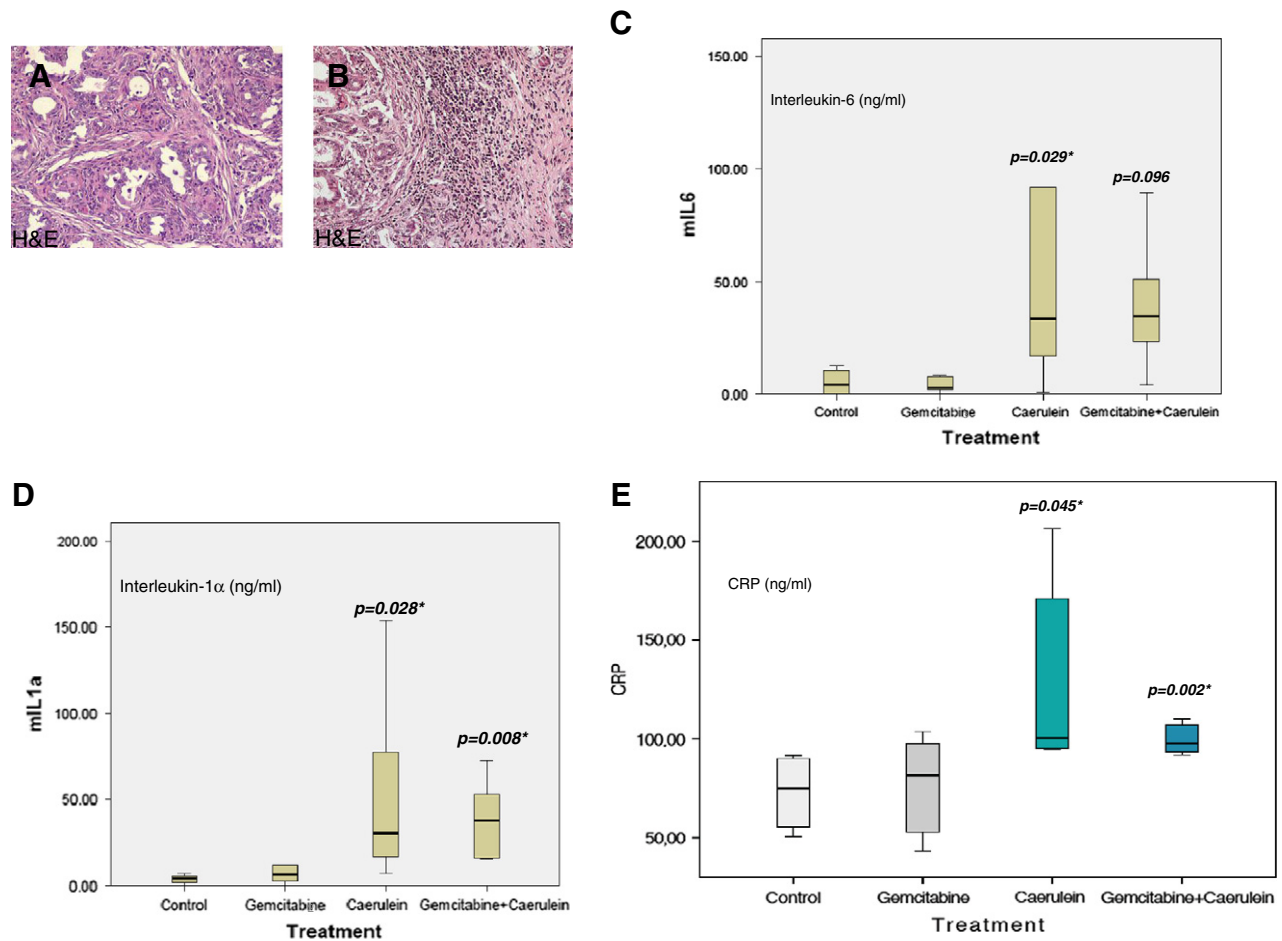 A
H&E
B
H&E
C
150.00
100.00
50.00
0.00
mIL6
Interleukin-6 (ng/ml)
p=0.029*
p=0.096
Control
Gemcitabine
Caerulein
Gemcitabine+Caerulein
Treatment
D
200.00
150.00
100.00
50.00
0.00
mIL1a
Interleukin-1α (ng/ml)
p=0.028*
p=0.008*
Control
Gemcitabine
Caerulein
Gemcitabine+Caerulein
Treatment
E
200,00
150,00
100,00
50,00
CRP
CRP (ng/ml)
p=0.045*
p=0.002*
Control
Gemcitabine
Caerulein
Gemcitabine+Caerulein
Treatment